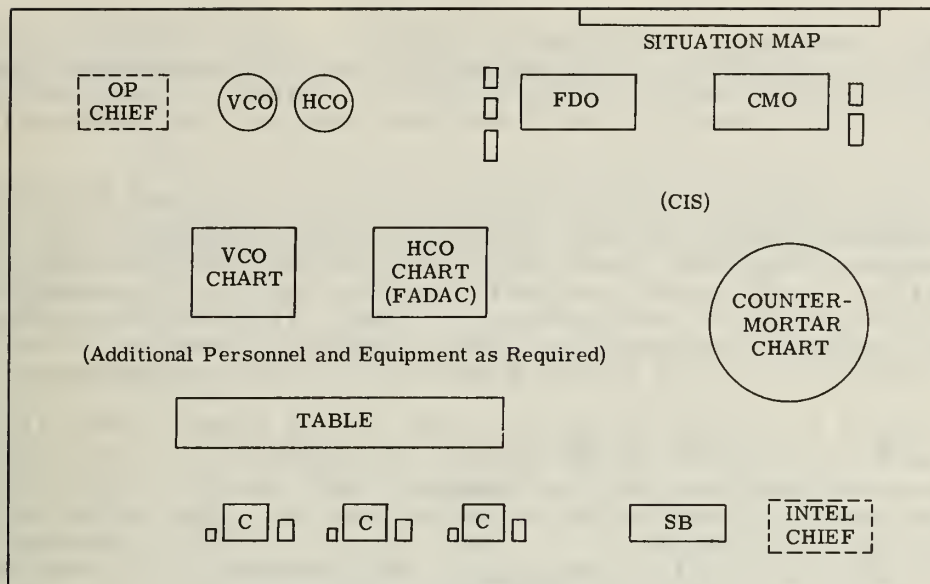 SITUATION MAP
OP
CHIEF
VCO
HCO
FDO
CMO
(CIS)
VCO
CHART
HCO
CHART
(FADAC)
COUNTER-
MORTAR
CHART
(Additional Personnel and Equipment as Required)
TABLE
C
C
C
SB
INTEL
CHIEF